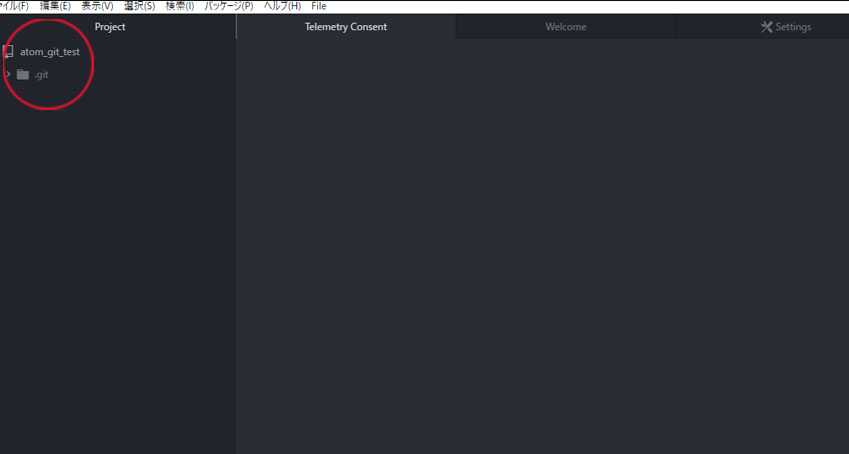 イル(F) 編集(E) 表示(V) 選択(S) 検索(I) パッケージ(P) ヘルプ(H) File
Project Telemetry Consent Welcome Settings
atom_git_test
.git